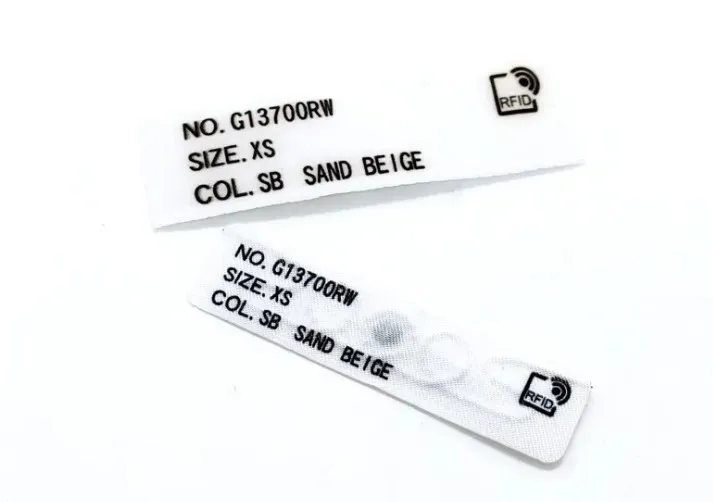 RFID
NO. G13700RW
SIZE. XS
COL. SB SAND BEIGE
NO. G13700RW
SIZE. XS
COL. SB SAND BEIGE
RFID